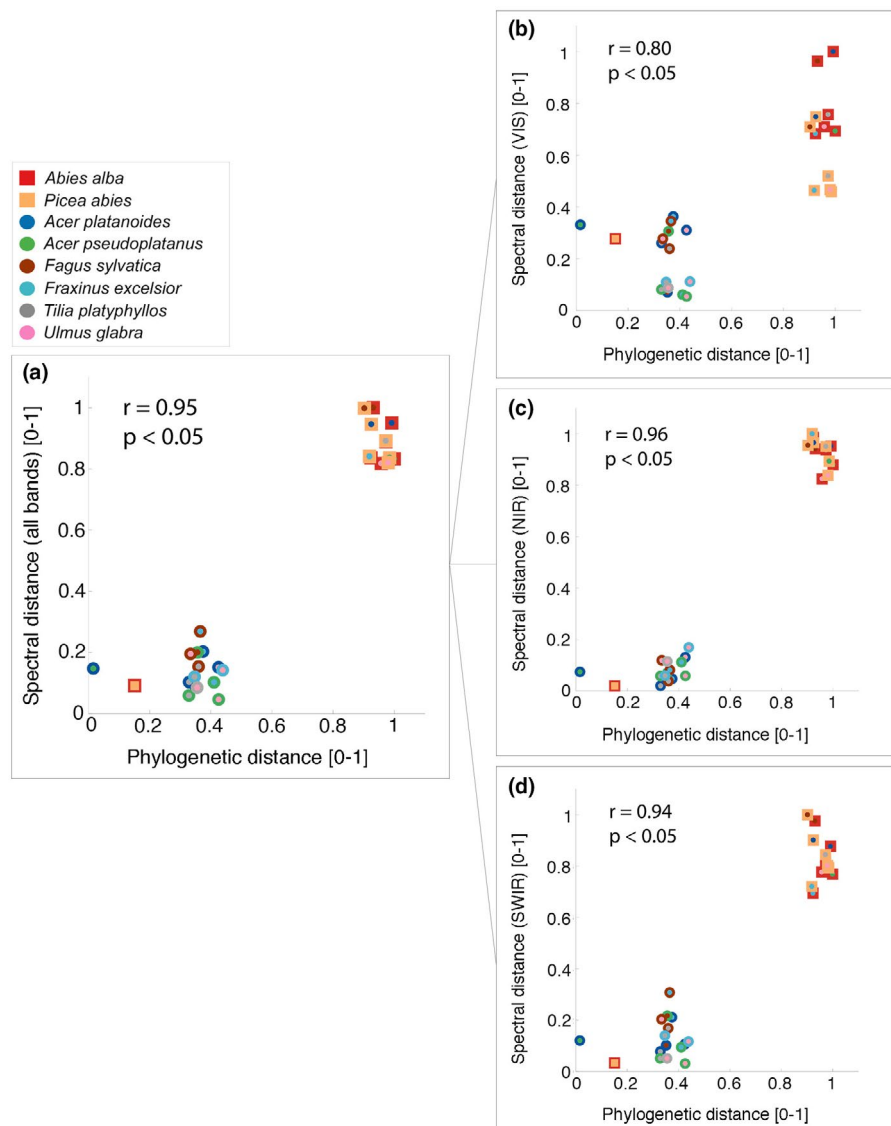 Abies alba
Picea abies
Acer platanoides
Acer pseudoplatanus
Fagus sylvatica
Fraxinus excelsior
Tilia platyphyllos
Ulmus glabra
(a)
r = 0.95
p < 0.05
Spectral distance (all bands) [0-1]
1
0.8
0.6
0.4
0.2
0
0 0.2 0.4 0.6 0.8 1
Phylogenetic distance [0-1]
(b)
r = 0.80
p < 0.05
Spectral distance (VIS) [0-1]
1
0.8
0.6
0.4
0.2
0
0 0.2 0.4 0.6 0.8 1
Phylogenetic distance [0-1]
(c)
r = 0.96
p < 0.05
Spectral distance (NIR) [0-1]
1
0.8
0.6
0.4
0.2
0
0 0.2 0.4 0.6 0.8 1
Phylogenetic distance [0-1]
(d)
r = 0.94
p < 0.05
Spectral distance (SWIR) [0-1]
1
0.8
0.6
0.4
0.2
0
0 0.2 0.4 0.6 0.8 1
Phylogenetic distance [0-1]